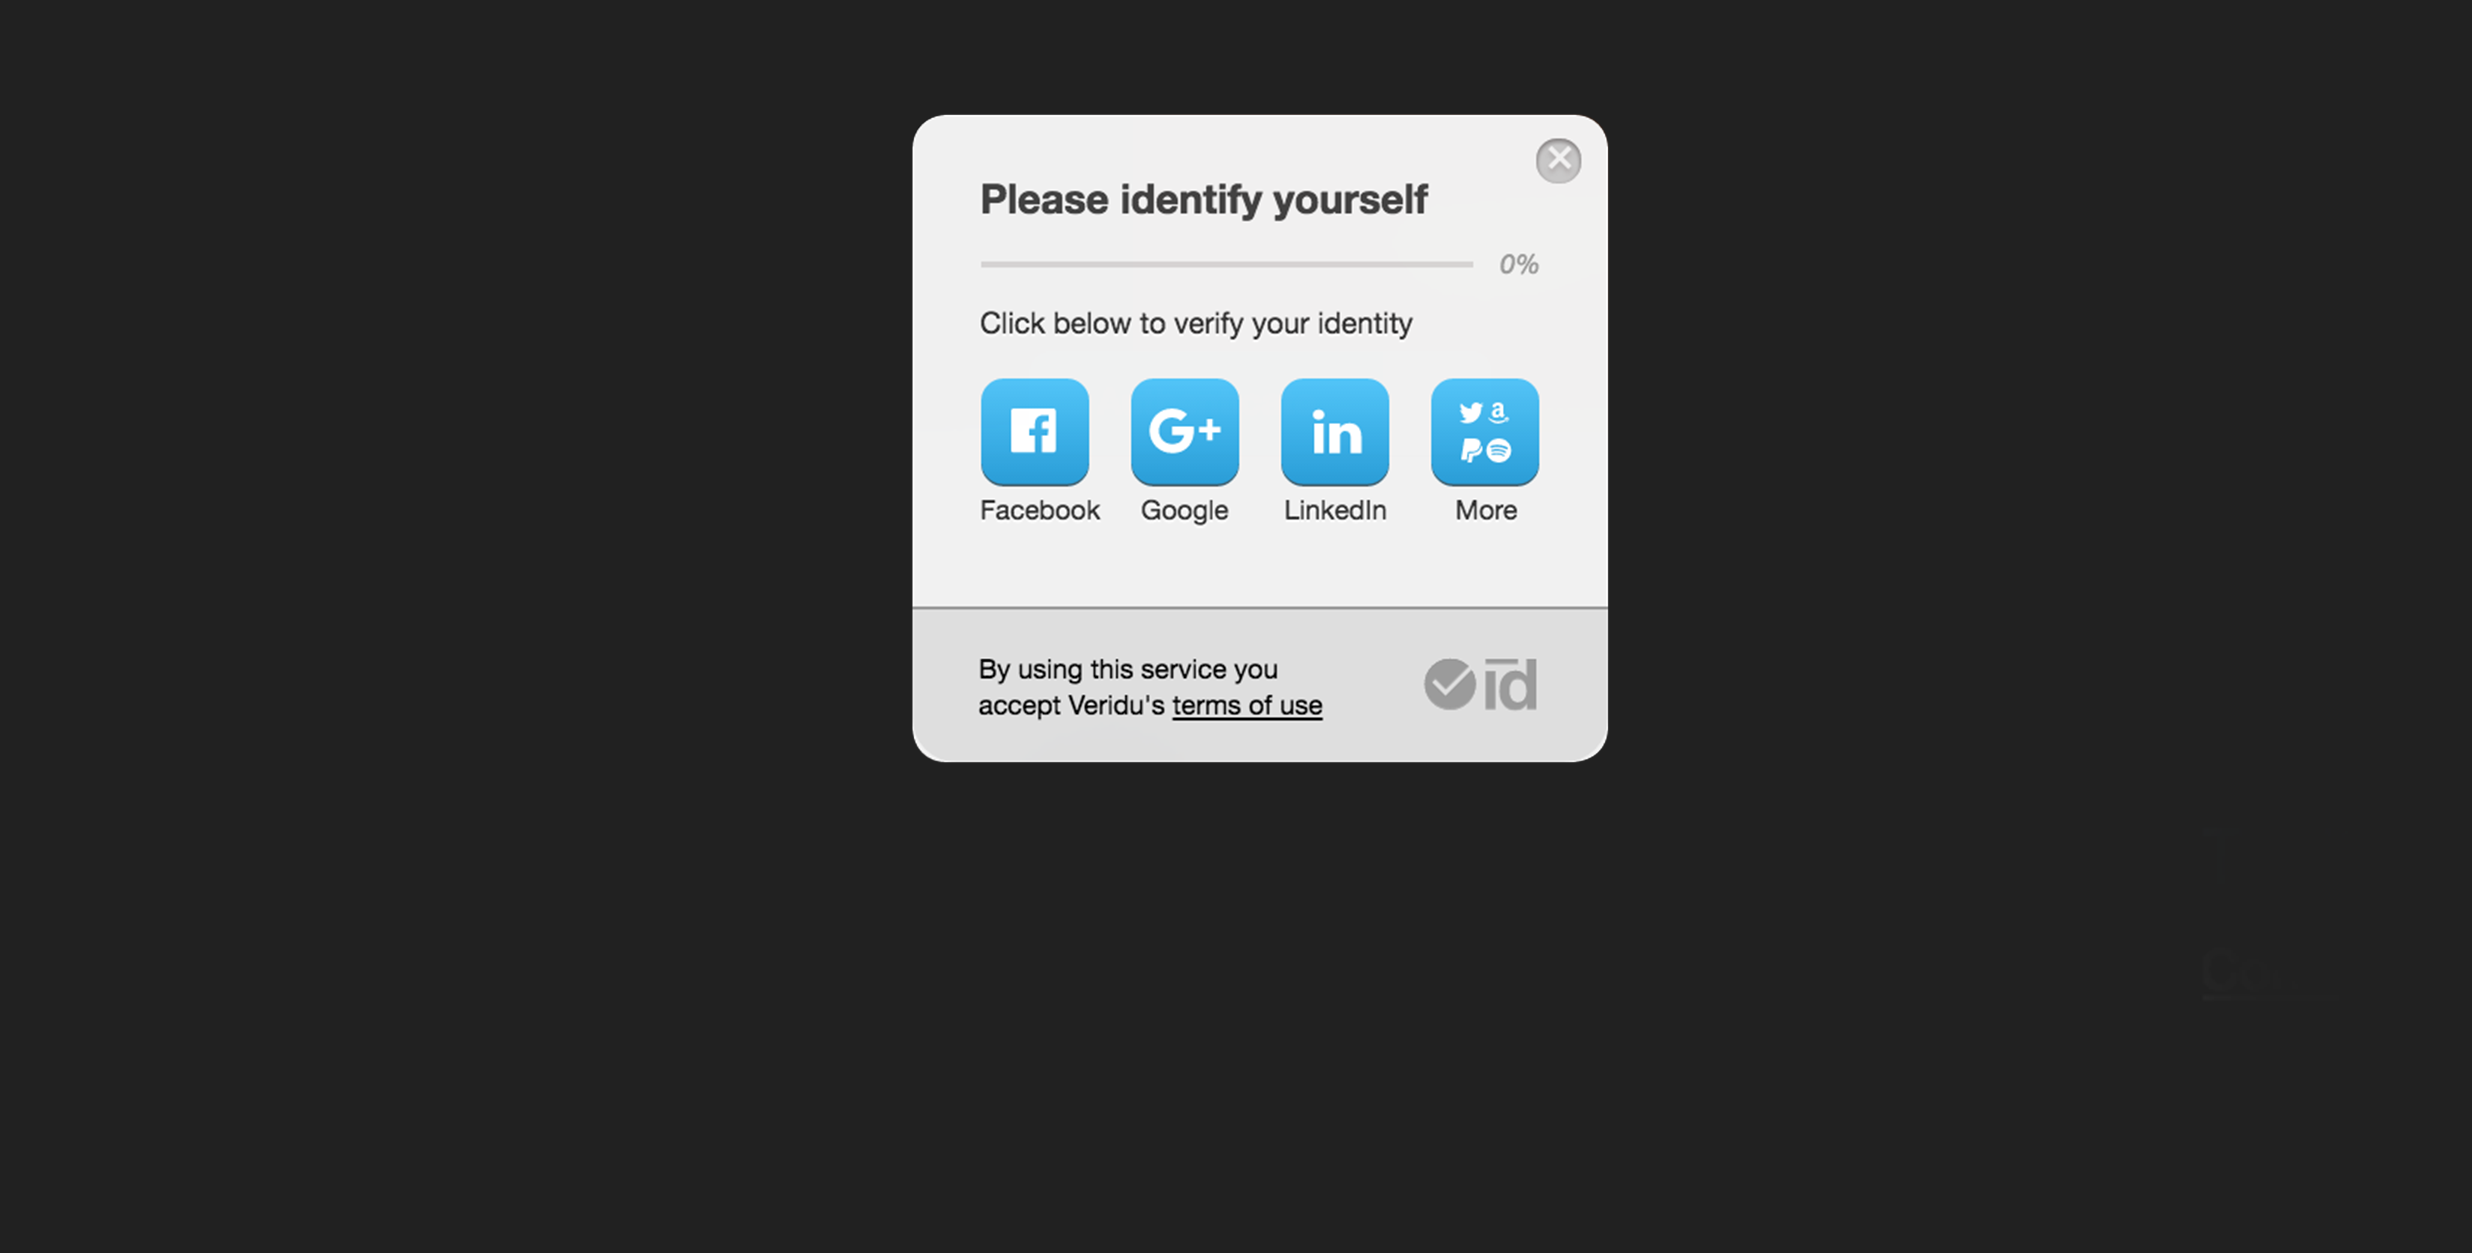 Please identify yourself
0%
Click below to verify your identity
G+
in
Facebook
Google
LinkedIn
More
By using this service you
accept Veridu's terms of use
id